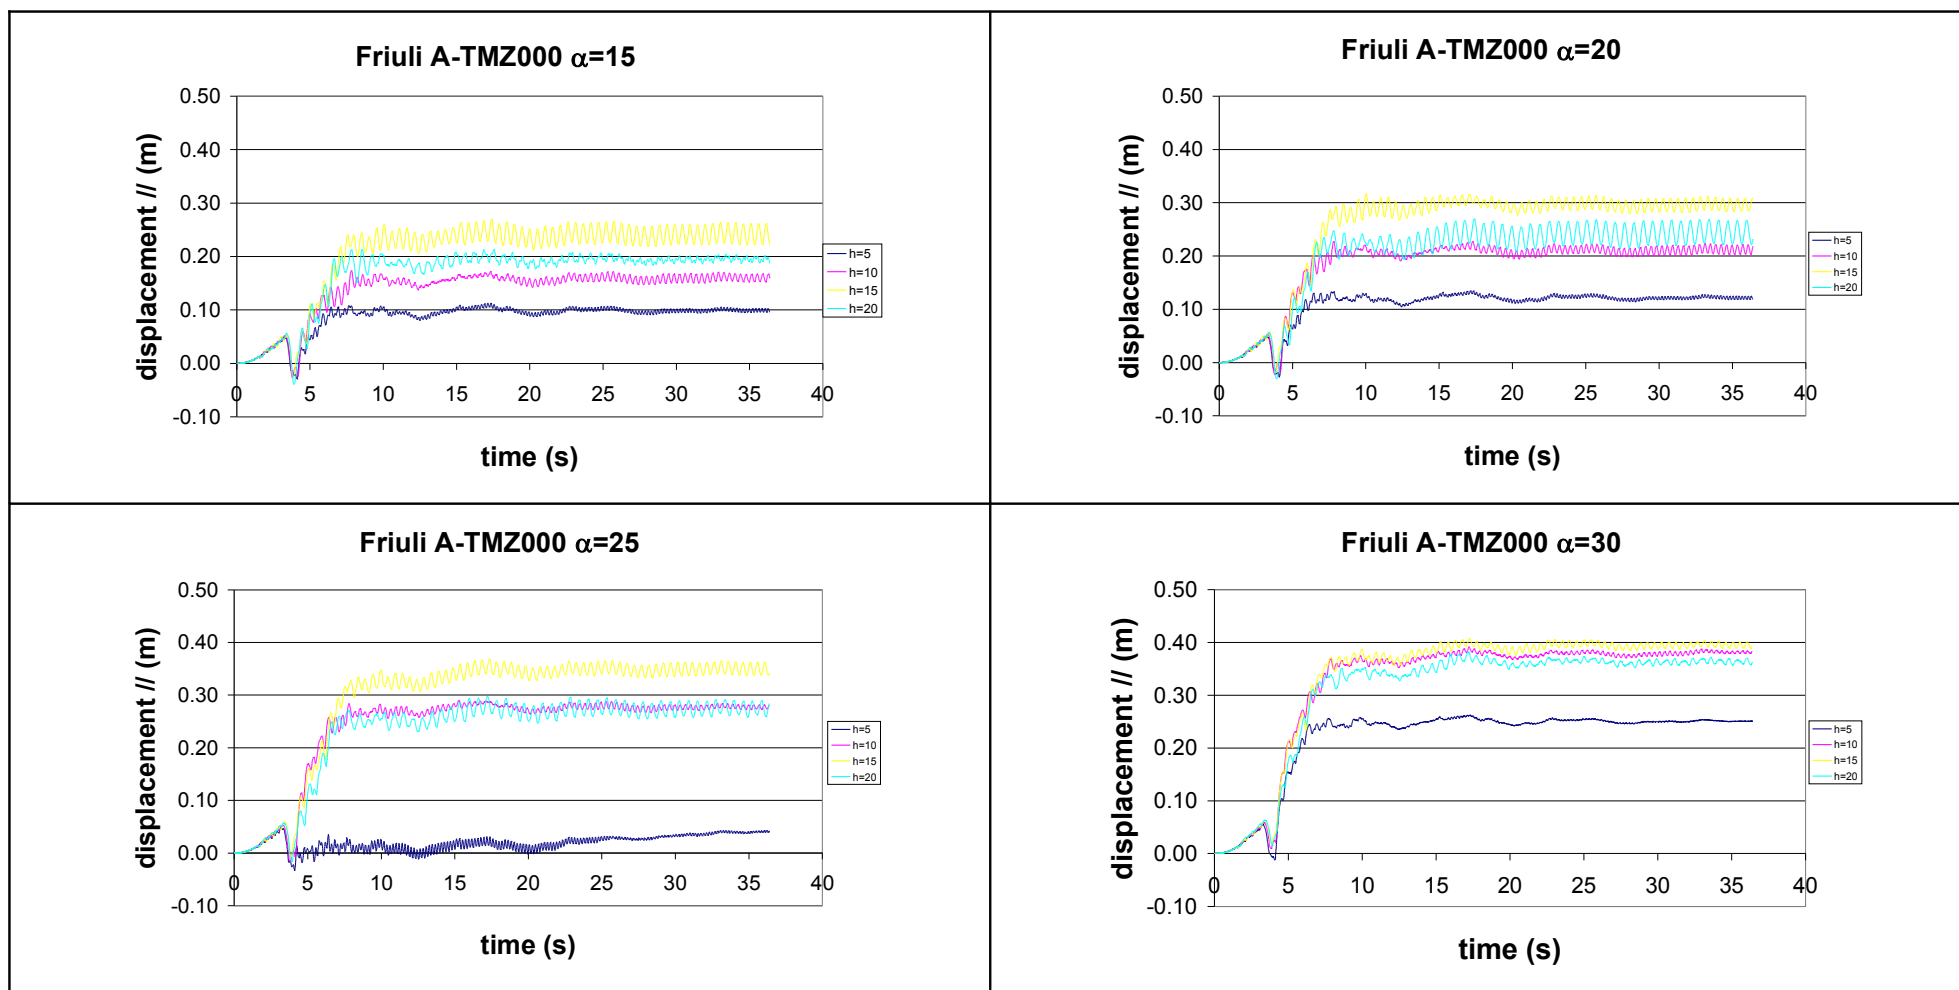 Friuli A-TMZ000 α=15
0.50
0.40
0.30
0.20
0.10
0.00
-0.10
0 5 10 15 20 25 30 35 40
displacement // (m)
time (s)
h=5
h=10
h=15
h=20
Friuli A-TMZ000 α=20
0.50
0.40
0.30
0.20
0.10
0.00
-0.10
0 5 10 15 20 25 30 35 40
displacement // (m)
time (s)
h=5
h=10
h=15
h=20
Friuli A-TMZ000 α=25
0.50
0.40
0.30
0.20
0.10
0.00
-0.10
0 5 10 15 20 25 30 35 40
displacement // (m)
time (s)
h=5
h=10
h=15
h=20
Friuli A-TMZ000 α=30
0.50
0.40
0.30
0.20
0.10
0.00
-0.10
0 5 10 15 20 25 30 35 40
displacement // (m)
time (s)
h=5
h=10
h=15
h=20